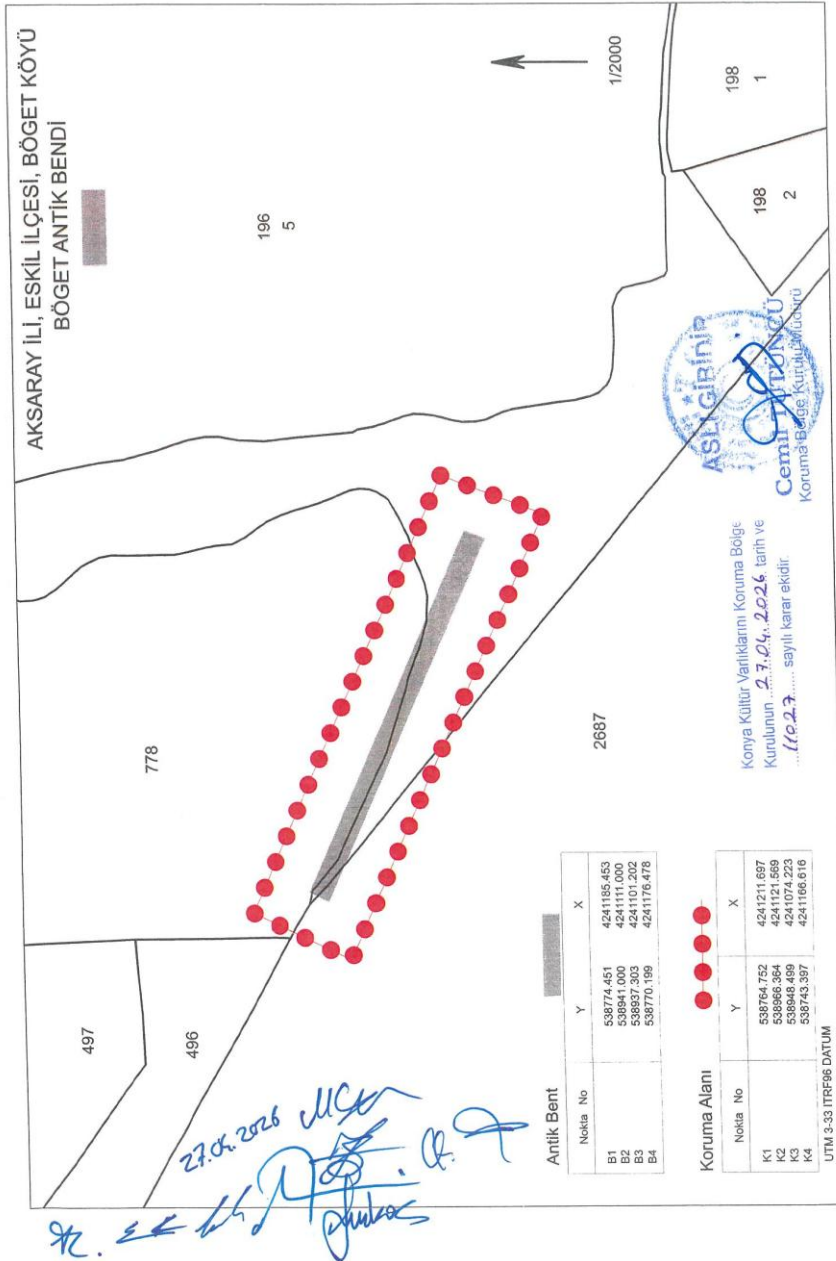 AKSARAY İLİ, ESKİL İLÇESİ, BÖGET KÖYÜ
BÖGET ANTİK BENDİ
196
5
1/2000
198
1
198
2
778
497
496
2687
Antik Bent
Nokta No Y X
B1 538774.451 4241185.453
B2 538941.000 4241111.000
B3 538937.303 4241101.202
B4 538770.199 4241176.478
Koruma Alanı
Nokta No Y X
K1 538764.752 4241211.697
K2 538966.364 4241121.569
K3 538948.499 4241074.223
K4 538743.397 4241166.616
UTM 3-33 ITRF96 DATUM
Konya Kültür Varlıklarını Koruma Bölge
Kurulunun 27.04.2026 tarih ve
11027 sayılı karar ekidir.
ASLI GİBİDİR
Cemil TÜTÜNCÜ
Koruma Bölge Kurulu Müdürü
27.04.2026